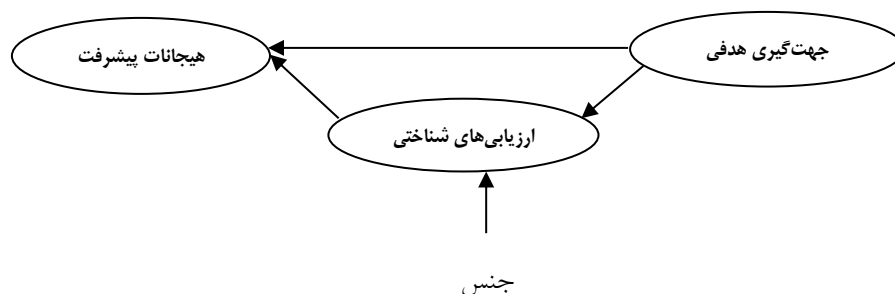 جهت‌گیری هدفی
هیجانات پیشرفت
ارزیابی‌های شناختی
جنس